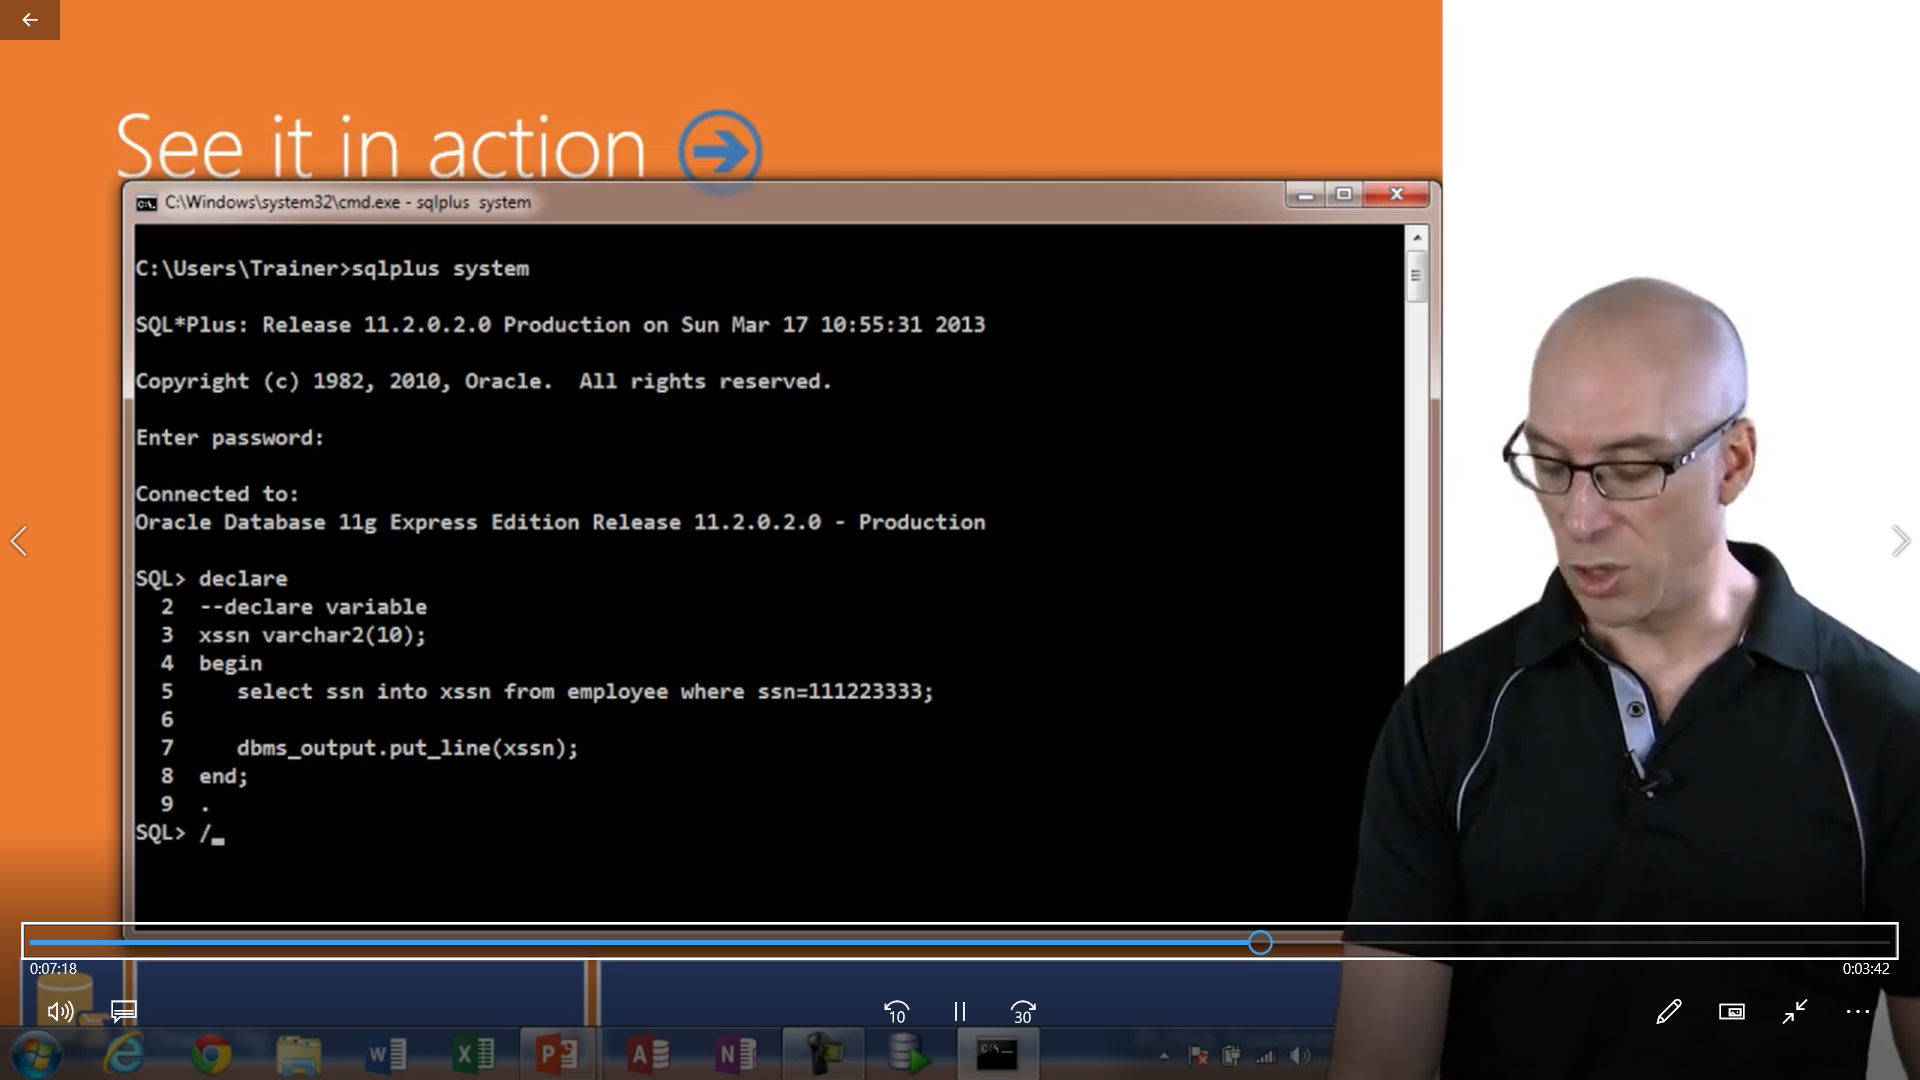 See it in action
C:\Windows\system32\cmd.exe - sqlplus  system
C:\Users\Trainer>sqlplus system
SQL*Plus: Release 11.2.0.2.0 Production on Sun Mar 17 10:55:31 2013
Copyright (c) 1982, 2010, Oracle.  All rights reserved.
Enter password:
Connected to:
Oracle Database 11g Express Edition Release 11.2.0.2.0 - Production
SQL> declare
  2  --declare variable
  3  xssn varchar2(10);
  4  begin
  5     select ssn into xssn from employee where ssn=111223333;
  6
  7     dbms_output.put_line(xssn);
  8  end;
  9  .
SQL> /_
0:07:18
0:03:42
10
30